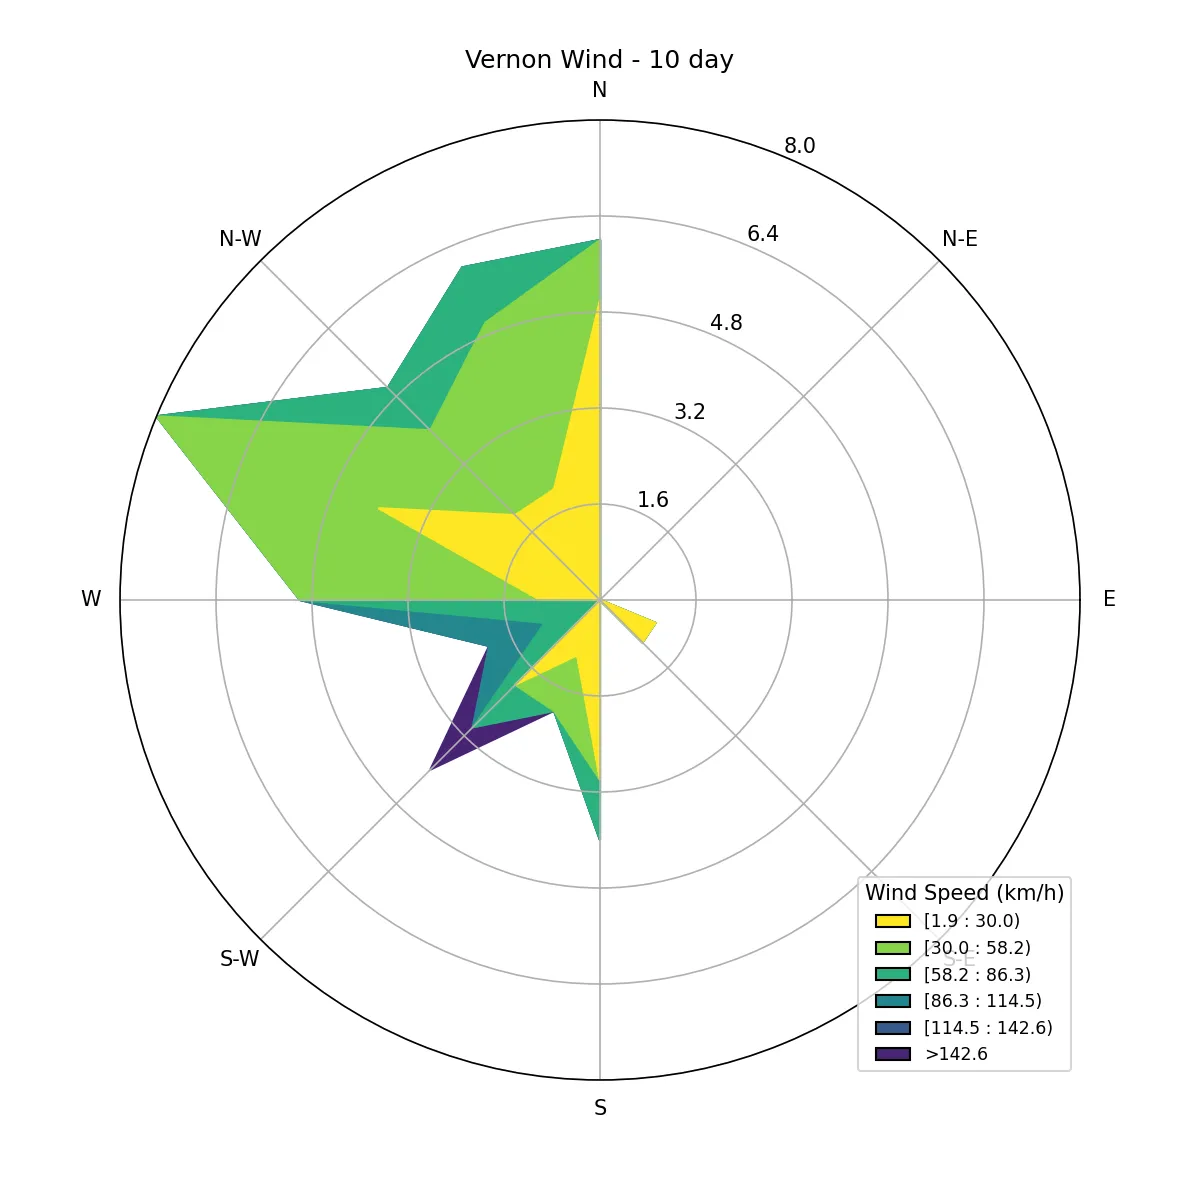 Vernon Wind - 10 day
N
8.0
N-W
6.4
N-E
4.8
3.2
1.6
W
E
Wind Speed (km/h)
[1.9 : 30.0)
[30.0 : 58.2)
S-W
S-E
[58.2 : 86.3)
[86.3 : 114.5)
[114.5 : 142.6)
>142.6
S